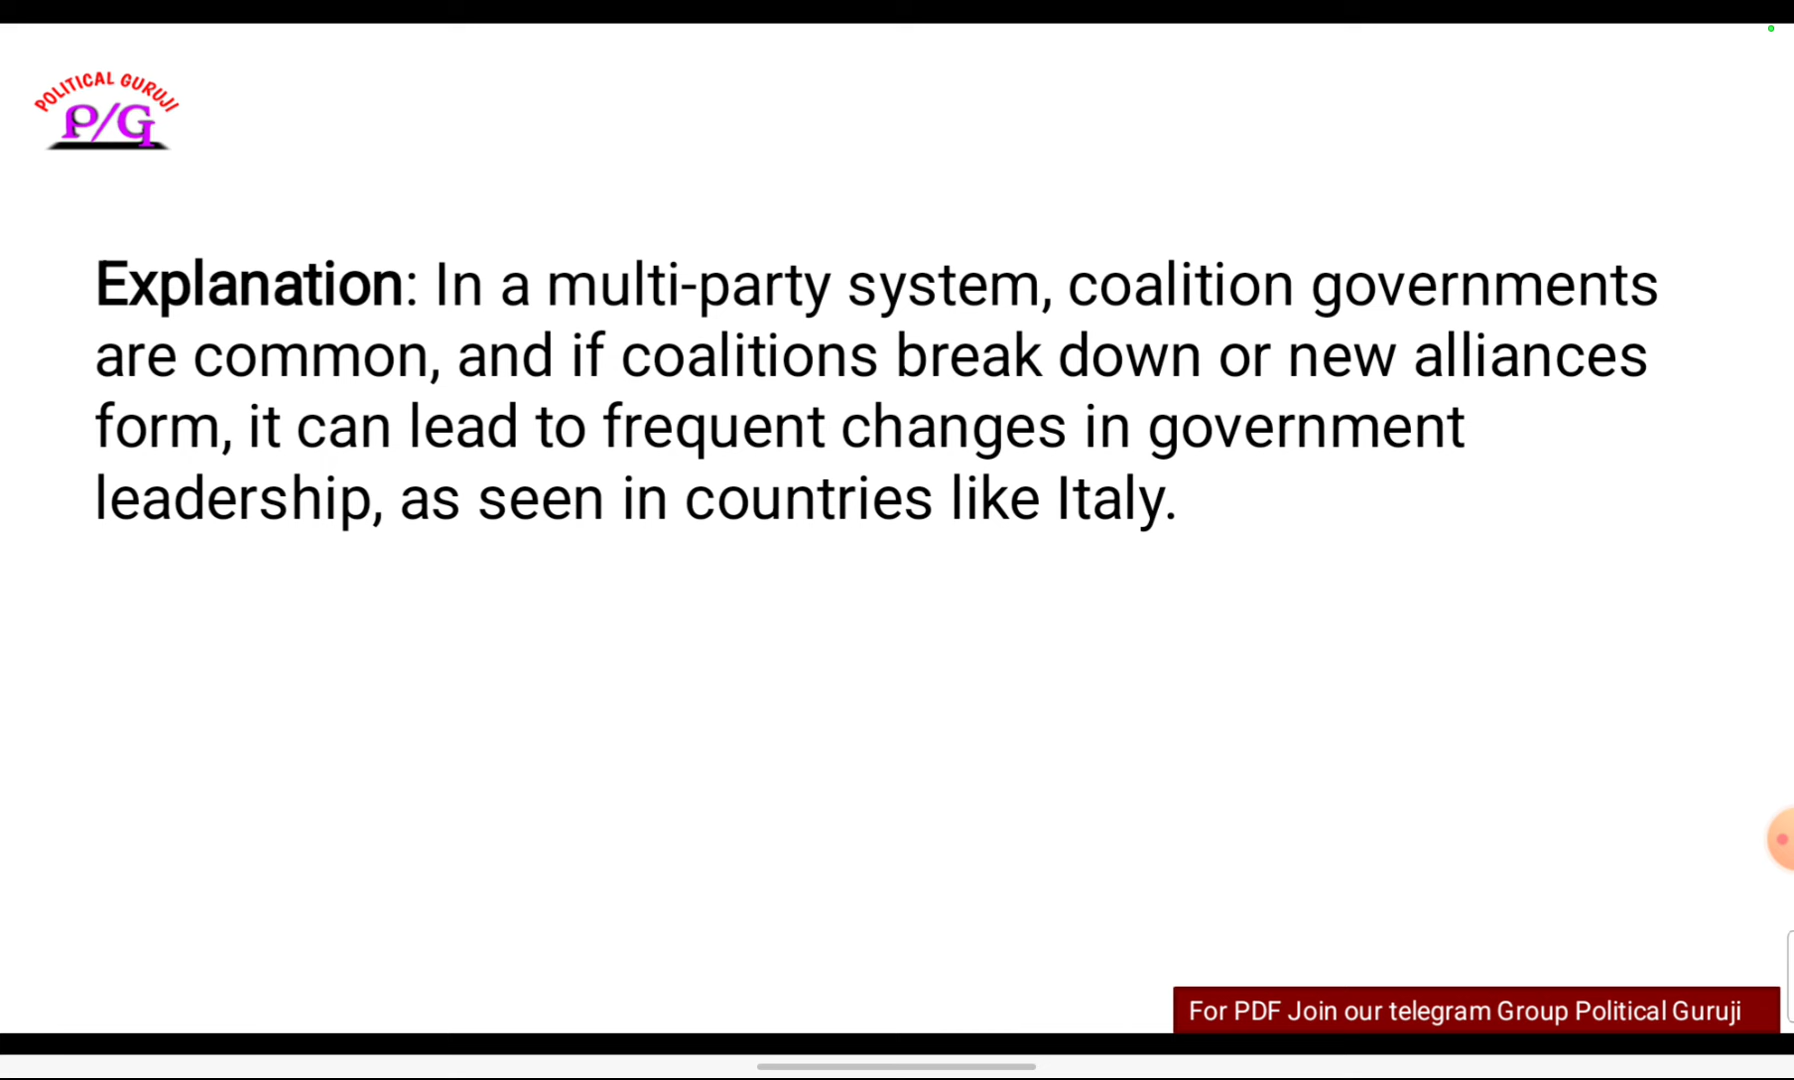 POLITICAL GURUJI
P/G
Explanation: In a multi-party system, coalition governments
are common, and if coalitions break down or new alliances
form, it can lead to frequent changes in government
leadership, as seen in countries like Italy.
For PDF Join our telegram Group Political Guruji